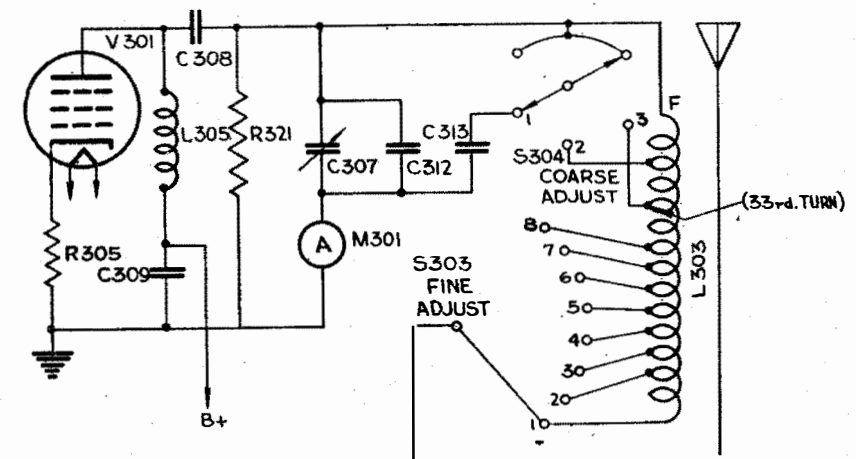 V301
C308
L305
R321
C307
C312
C313
1
S304
2
COARSE
ADJUST
3
F
(33rd.TURN)
L303
R305
C309
A
M301
S303
FINE
ADJUST
8
7
6
5
4
3
2
1
B+